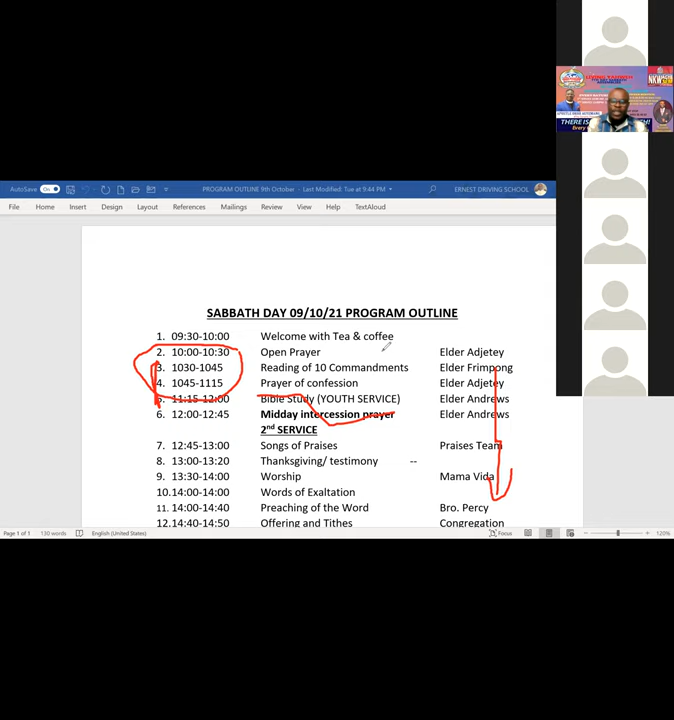 AutoSave On PROGRAM OUTLINE 9th October - Last Modified: Tue at 9:44 PM ERNEST DRIVING SCHOOL
File Home Insert Design Layout References Mailings Review View Help TextAloud
SABBATH DAY 09/10/21 PROGRAM OUTLINE
1. 09:30-10:00 Welcome with Tea & coffee
2. 10:00-10:30 Open Prayer Elder Adjetey
3. 1030-1045 Reading of 10 Commandments Elder Frimpong
4. 1045-1115 Prayer of confession Elder Adjetey
5. 11:15-12:00 Bible Study (YOUTH SERVICE) Elder Andrews
6. 12:00-12:45 Midday intercession prayer Elder Andrews
2nd SERVICE
7. 12:45-13:00 Songs of Praises Praises Team
8. 13:00-13:20 Thanksgiving/ testimony --
9. 13:30-14:00 Worship Mama Vida
10. 14:00-14:00 Words of Exaltation
11. 14:00-14:40 Preaching of the Word Bro. Percy
12. 14:40-14:50 Offering and Tithes Congregation
Page 1 of 1 130 words English (United States) Focus 120%
LIVING YAHWEH
THERE IS
Every